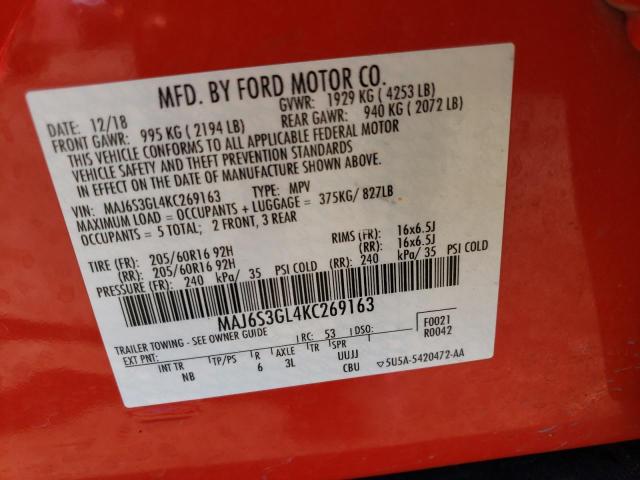 MFD. BY FORD MOTOR CO.
DATE: 12/18 GVWR: 1929 KG ( 4253 LB)
FRONT GAWR: 995 KG ( 2194 LB) REAR GAWR: 940 KG ( 2072 LB)
THIS VEHICLE CONFORMS TO ALL APPLICABLE FEDERAL MOTOR
VEHICLE SAFETY AND THEFT PREVENTION STANDARDS
IN EFFECT ON THE DATE OF MANUFACTURE SHOWN ABOVE.
VIN: MAJ6S3GL4KC269163 TYPE: MPV
MAXIMUM LOAD = OCCUPANTS + LUGGAGE = 375KG/ 827LB
OCCUPANTS = 5 TOTAL; 2 FRONT, 3 REAR
TIRE (FR): 205/60R16 92H RIMS (FR): 16x6.5J
(RR): 205/60R16 92H (RR): 16x6.5J
PRESSURE (FR): 240 kPa/ 35 PSI COLD (RR): 240 kPa/ 35 PSI COLD
MAJ6S3GL4KC269163
TRAILER TOWING - SEE OWNER GUIDE RC: 53 DSO: F0021
EXT PNT: R0042
INT TR TP/PS R AXLE TR SPR
NB 6 3L UUJJ
CBU ▽5U5A-5420472-AA